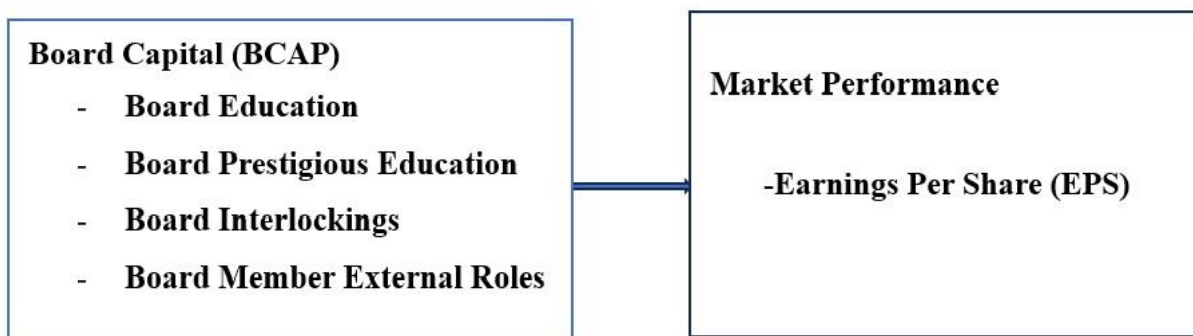 Board Capital (BCAP)
- Board Education
- Board Prestigious Education
- Board Interlockings
- Board Member External Roles
Market Performance
-Earnings Per Share (EPS)